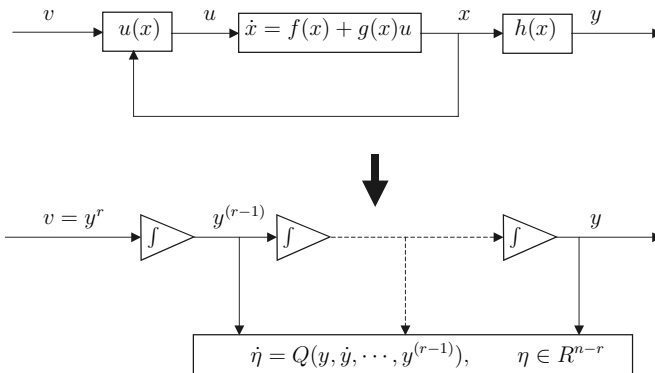 v u x y
u(x) ẋ = f(x) + g(x)u h(x)
v = y^r y^(r−1) y
∫ ∫ ∫
η̇ = Q(y, ẏ, ⋯, y^(r−1)), η ∈ R^(n−r)